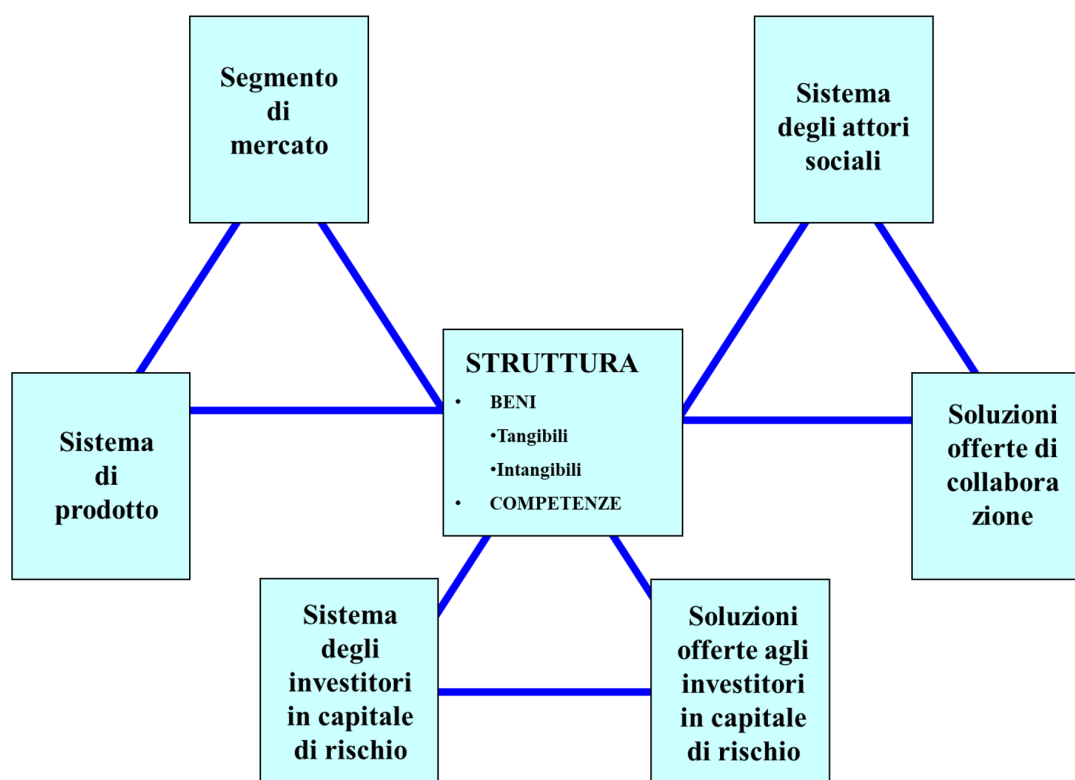 Segmento
di
mercato
Sistema
degli attori
sociali
STRUTTURA
• BENI
•Tangibili
•Intangibili
• COMPETENZE
Sistema
di
prodotto
Soluzioni
offerte di
collabora
zione
Sistema
degli
investitori
in capitale
di rischio
Soluzioni
offerte agli
investitori
in capitale
di rischio